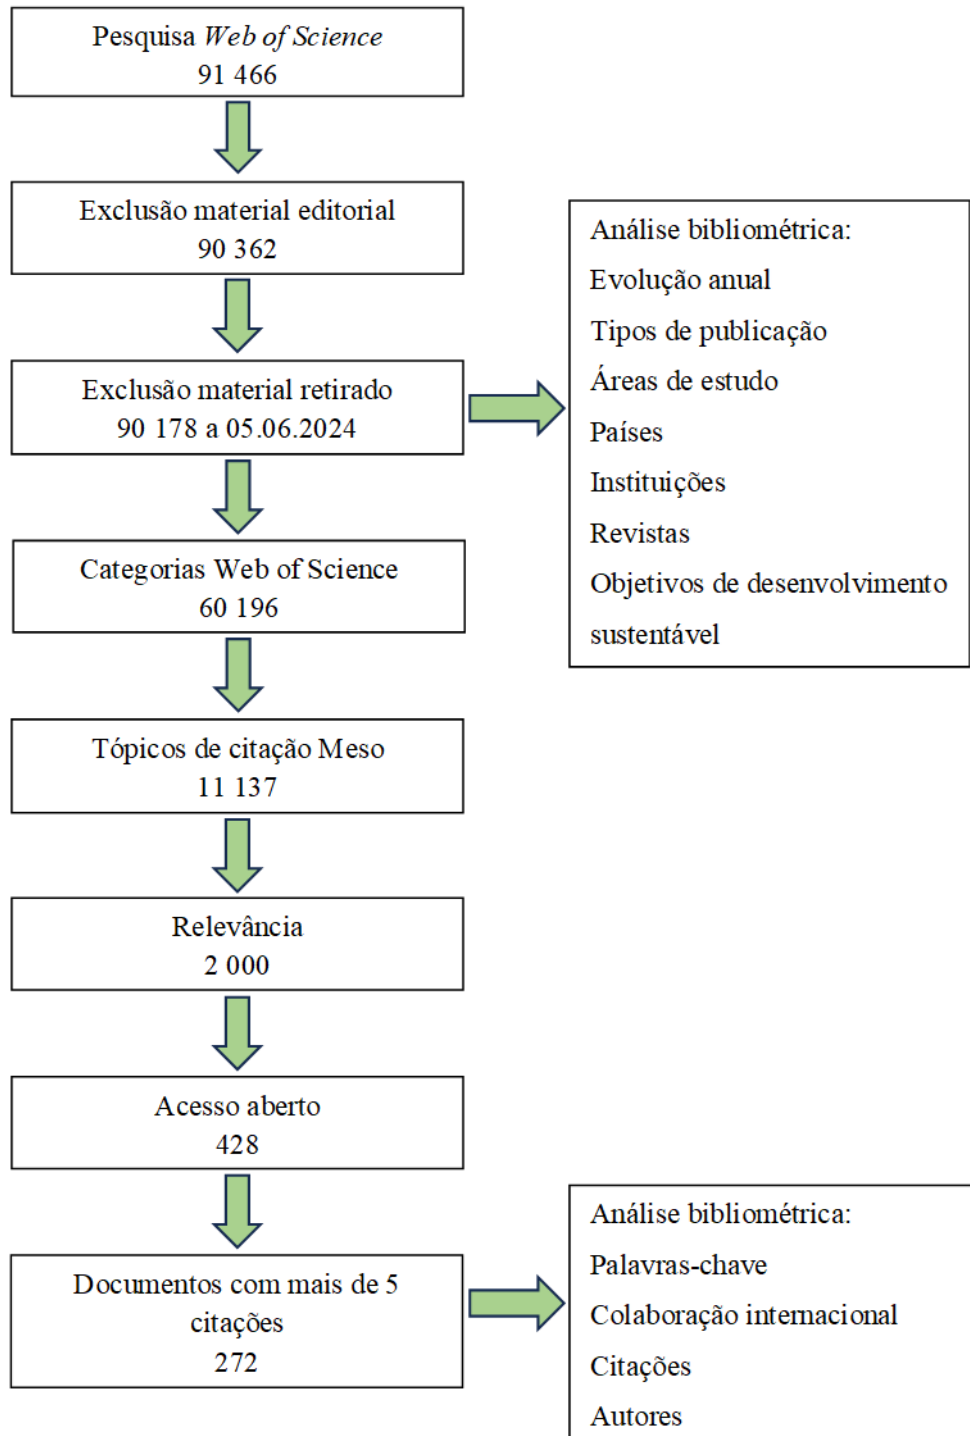 Pesquisa Web of Science
91 466
Exclusão material editorial
90 362
Exclusão material retirado
90 178 a 05.06.2024
Análise bibliométrica:
Evolução anual
Tipos de publicação
Áreas de estudo
Países
Instituições
Revistas
Objetivos de desenvolvimento
sustentável
Categorias Web of Science
60 196
Tópicos de citação Meso
11 137
Relevância
2 000
Acesso aberto
428
Documentos com mais de 5
citações
272
Análise bibliométrica:
Palavras-chave
Colaboração internacional
Citações
Autores